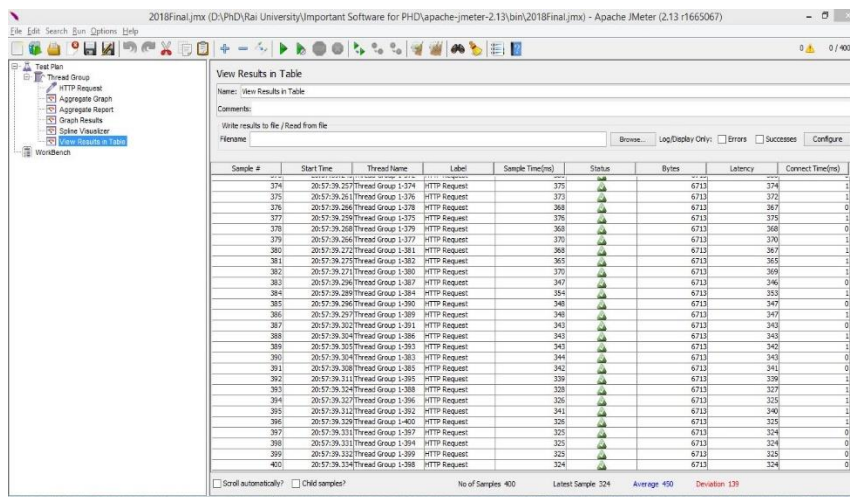 2018Final.jmx (D:\PhD\Rai University\Important Software for PHD\apache-jmeter-2.13\bin\2018Final.jmx) - Apache JMeter (2.13 r1665067)
File Edit Search Run Options Help
0 0 / 400
Test Plan
Thread Group
HTTP Request
Aggregate Graph
Aggregate Report
Graph Results
Spline Visualizer
View Results in Table
WorkBench
View Results in Table
Name: View Results in Table
Comments:
Write results to file / Read from file
Filename Browse... Log/Display Only: Errors Successes Configure
Sample # Start Time Thread Name Label Sample Time(ms) Status Bytes Latency Connect Time(ms)
374 20:57:39.257 Thread Group 1-374 HTTP Request 375 6713 374 1
375 20:57:39.261 Thread Group 1-376 HTTP Request 373 6713 372 1
376 20:57:39.266 Thread Group 1-378 HTTP Request 368 6713 367 0
377 20:57:39.259 Thread Group 1-375 HTTP Request 376 6713 375 1
378 20:57:39.268 Thread Group 1-379 HTTP Request 368 6713 368 0
379 20:57:39.266 Thread Group 1-377 HTTP Request 370 6713 370 1
380 20:57:39.272 Thread Group 1-381 HTTP Request 368 6713 367 1
381 20:57:39.275 Thread Group 1-382 HTTP Request 365 6713 365 1
382 20:57:39.271 Thread Group 1-380 HTTP Request 370 6713 369 1
383 20:57:39.296 Thread Group 1-387 HTTP Request 347 6713 346 0
384 20:57:39.289 Thread Group 1-384 HTTP Request 354 6713 353 1
385 20:57:39.296 Thread Group 1-390 HTTP Request 348 6713 347 0
386 20:57:39.297 Thread Group 1-389 HTTP Request 348 6713 347 1
387 20:57:39.302 Thread Group 1-391 HTTP Request 343 6713 343 0
388 20:57:39.304 Thread Group 1-386 HTTP Request 343 6713 343 1
389 20:57:39.305 Thread Group 1-393 HTTP Request 343 6713 342 1
390 20:57:39.304 Thread Group 1-383 HTTP Request 344 6713 343 0
391 20:57:39.308 Thread Group 1-385 HTTP Request 342 6713 341 0
392 20:57:39.311 Thread Group 1-395 HTTP Request 339 6713 339 1
393 20:57:39.324 Thread Group 1-388 HTTP Request 328 6713 327 1
394 20:57:39.327 Thread Group 1-396 HTTP Request 326 6713 325 1
395 20:57:39.312 Thread Group 1-392 HTTP Request 341 6713 340 1
396 20:57:39.329 Thread Group 1-400 HTTP Request 326 6713 325 1
397 20:57:39.331 Thread Group 1-397 HTTP Request 325 6713 324 0
398 20:57:39.331 Thread Group 1-394 HTTP Request 325 6713 324 0
399 20:57:39.332 Thread Group 1-399 HTTP Request 325 6713 324 1
400 20:57:39.334 Thread Group 1-398 HTTP Request 324 6713 324 0
Scroll automatically? Child samples? No of Samples 400 Latest Sample 324 Average 450 Deviation 139